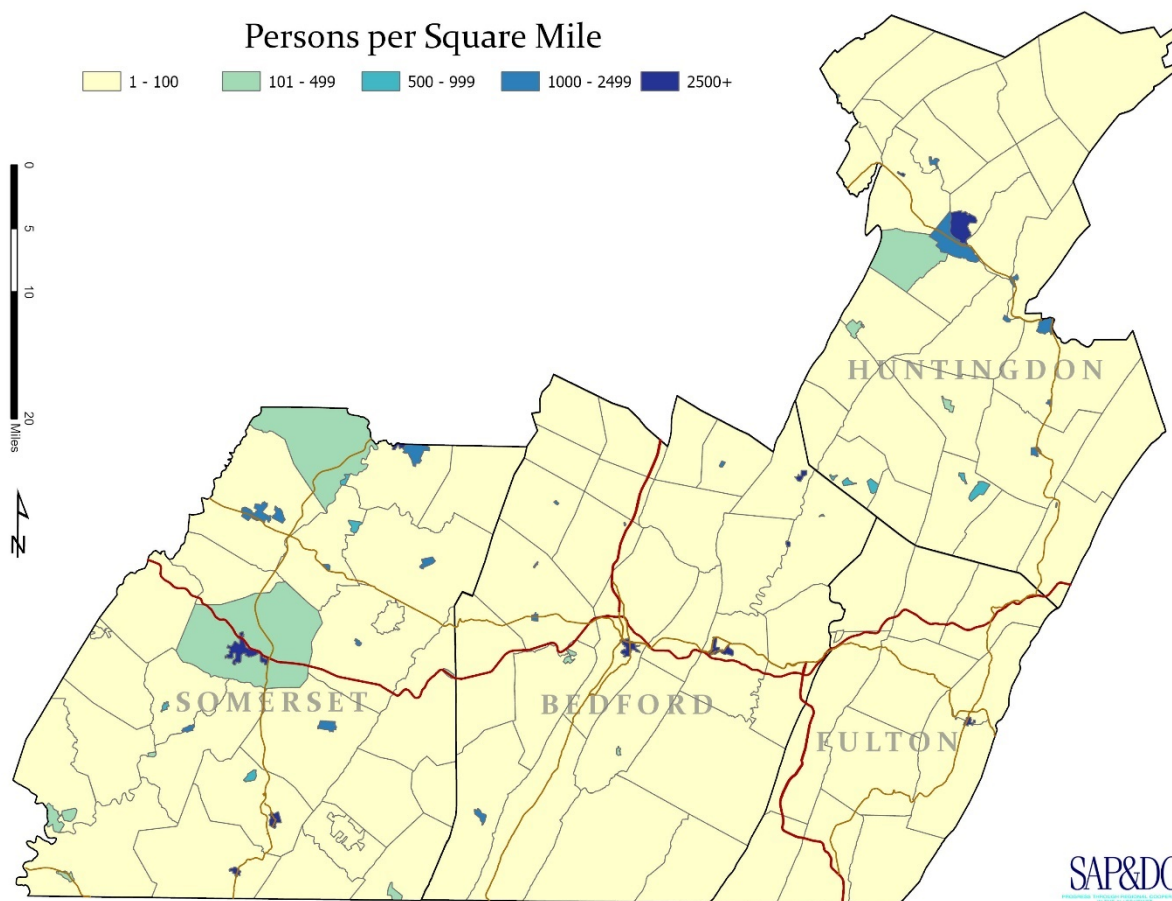 Persons per Square Mile
1 - 100
101 - 499
500 - 999
1000 - 2499
2500+
0
5
10
20
Miles
N
HUNTINGDON
SOMERSET
BEDFORD
FULTON
SAP&DC